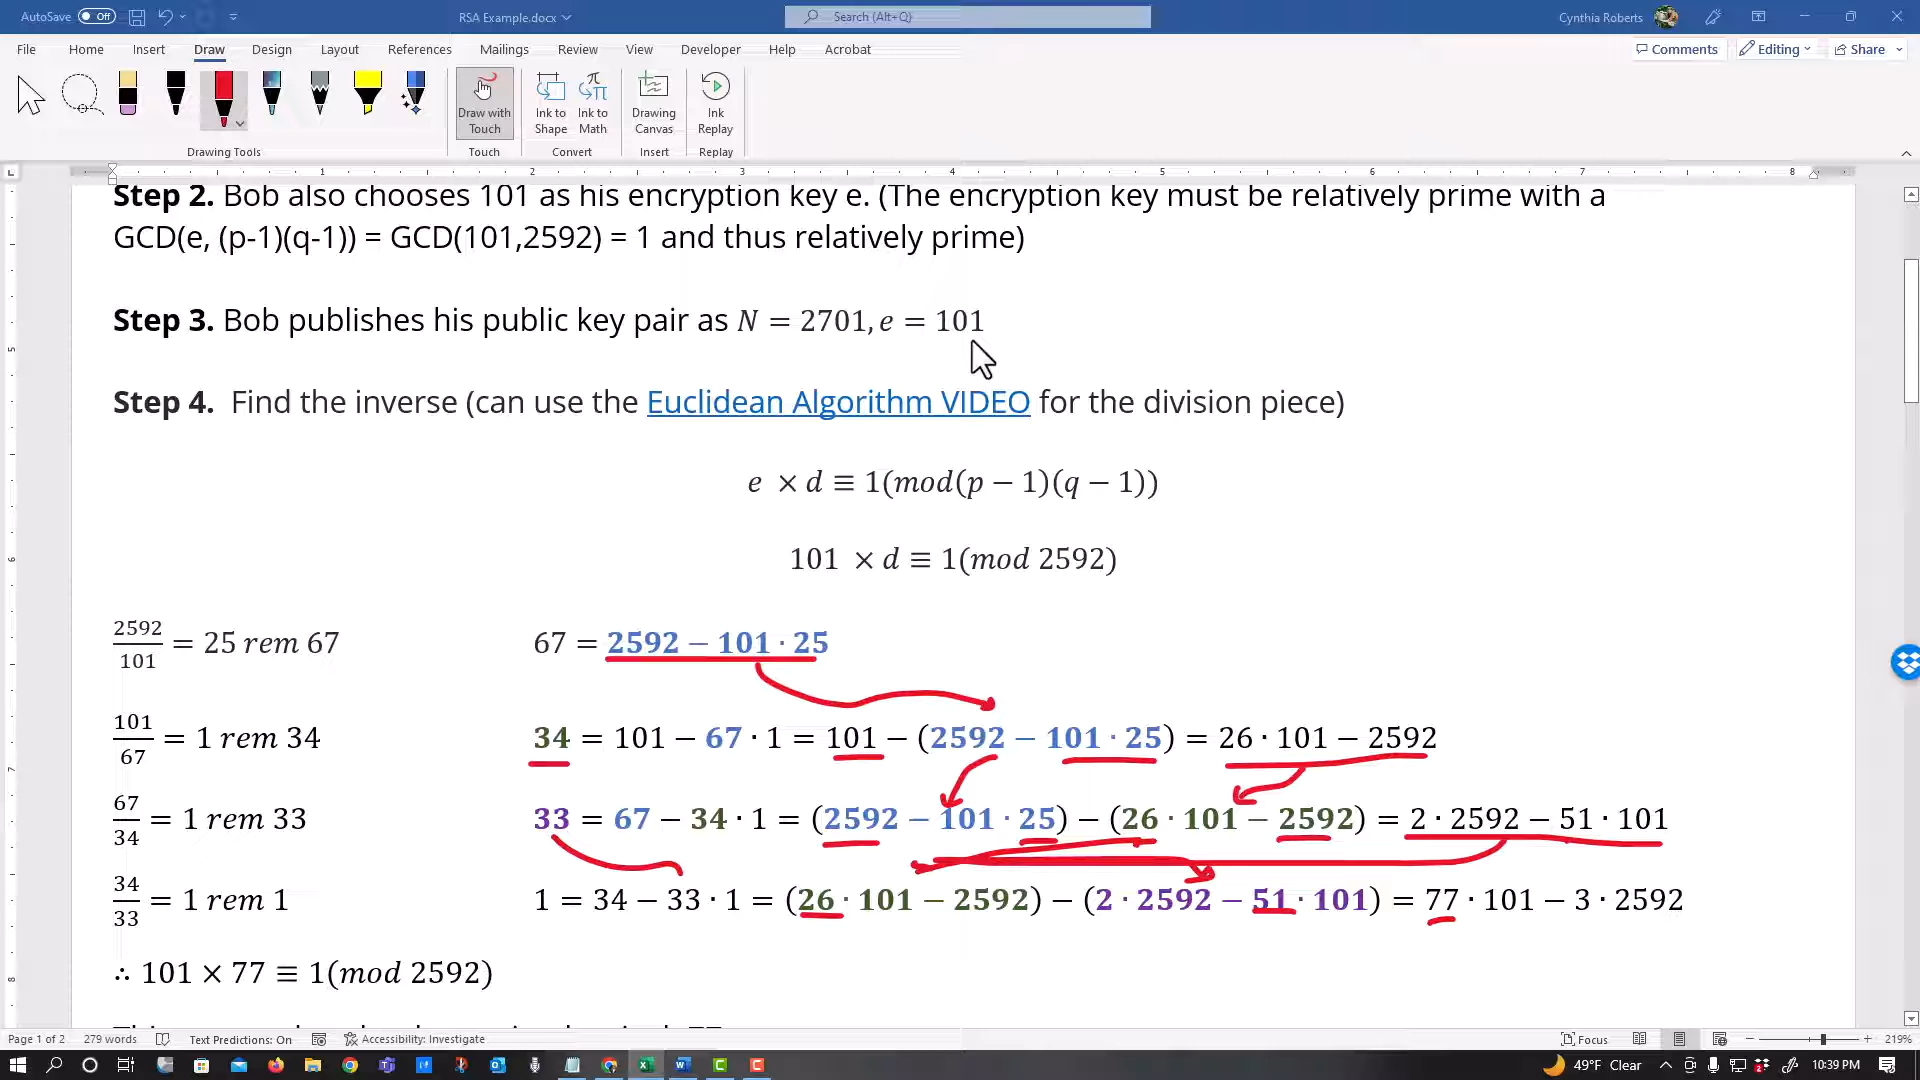 AutoSave Off RSA Example.docx Search (Alt+Q) Cynthia Roberts
File Home Insert Draw Design Layout References Mailings Review View Developer Help Acrobat Comments Editing Share
Draw with Touch Ink to Shape Ink to Math Drawing Canvas Ink Replay
Drawing Tools Touch Convert Insert Replay
1 2 3 4 5 6 7 8
Step 2. Bob also chooses 101 as his encryption key e. (The encryption key must be relatively prime with a
GCD(e, (p-1)(q-1)) = GCD(101,2592) = 1 and thus relatively prime)
Step 3. Bob publishes his public key pair as N = 2701, e = 101
Step 4. Find the inverse (can use the Euclidean Algorithm VIDEO for the division piece)
e × d ≡ 1(mod(p − 1)(q − 1))
101 × d ≡ 1(mod 2592)
2592/101 = 25 rem 67 67 = 2592 − 101 · 25
101/67 = 1 rem 34 34 = 101 − 67 · 1 = 101 − (2592 − 101 · 25) = 26 · 101 − 2592
67/34 = 1 rem 33 33 = 67 − 34 · 1 = (2592 − 101 · 25) − (26 · 101 − 2592) = 2 · 2592 − 51 · 101
34/33 = 1 rem 1 1 = 34 − 33 · 1 = (26 · 101 − 2592) − (2 · 2592 − 51 · 101) = 77 · 101 − 3 · 2592
∴ 101 × 77 ≡ 1(mod 2592)
Page 1 of 2 279 words Text Predictions: On Accessibility: Investigate Focus 219%
49°F Clear 10:39 PM